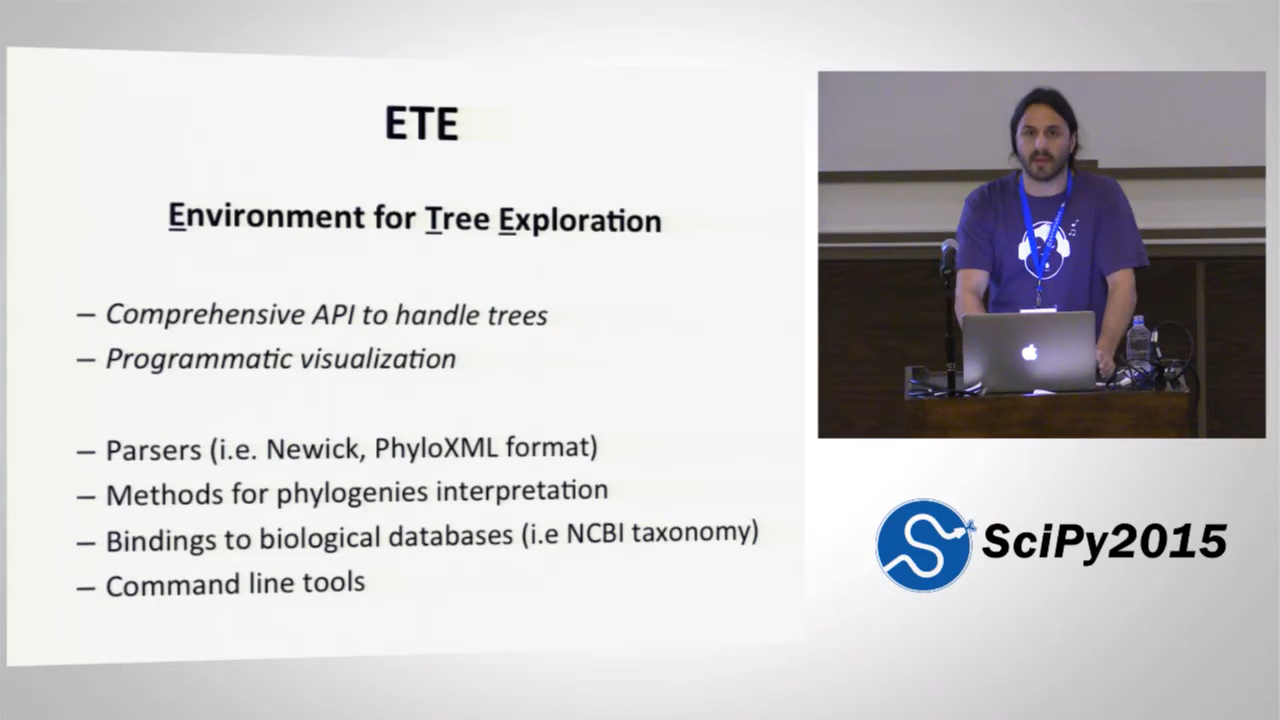 ETE
Environment for Tree Exploration
– Comprehensive API to handle trees
– Programmatic visualization
– Parsers (i.e. Newick, PhyloXML format)
– Methods for phylogenies interpretation
– Bindings to biological databases (i.e NCBI taxonomy)
– Command line tools
SciPy2015